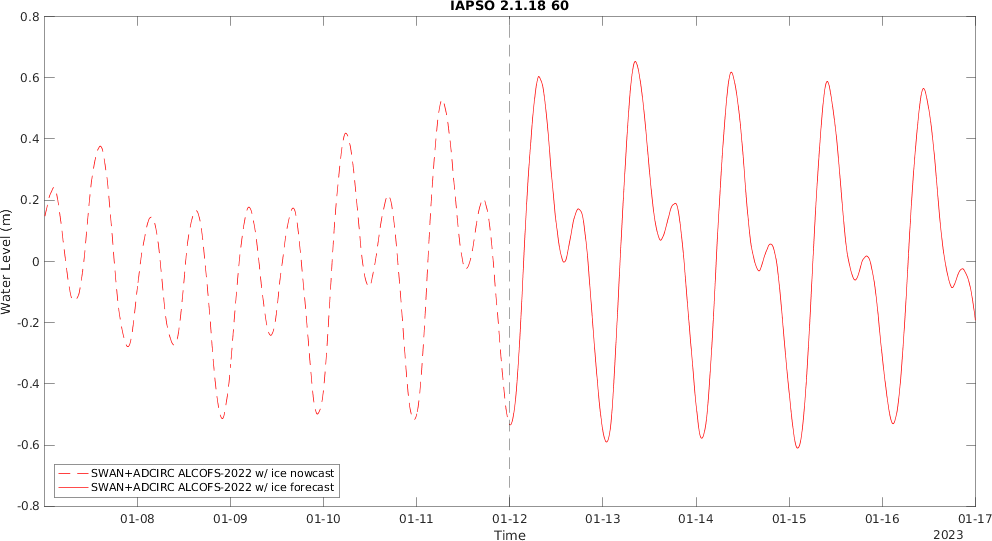 IAPSO 2.1.18 60
0.8
0.6
0.4
0.2
0
-0.2
-0.4
-0.6
-0.8
Water Level (m)
SWAN+ADCIRC ALCOFS-2022 w/ ice nowcast
SWAN+ADCIRC ALCOFS-2022 w/ ice forecast
01-08 01-09 01-10 01-11 01-12 01-13 01-14 01-15 01-16 01-17
Time
2023